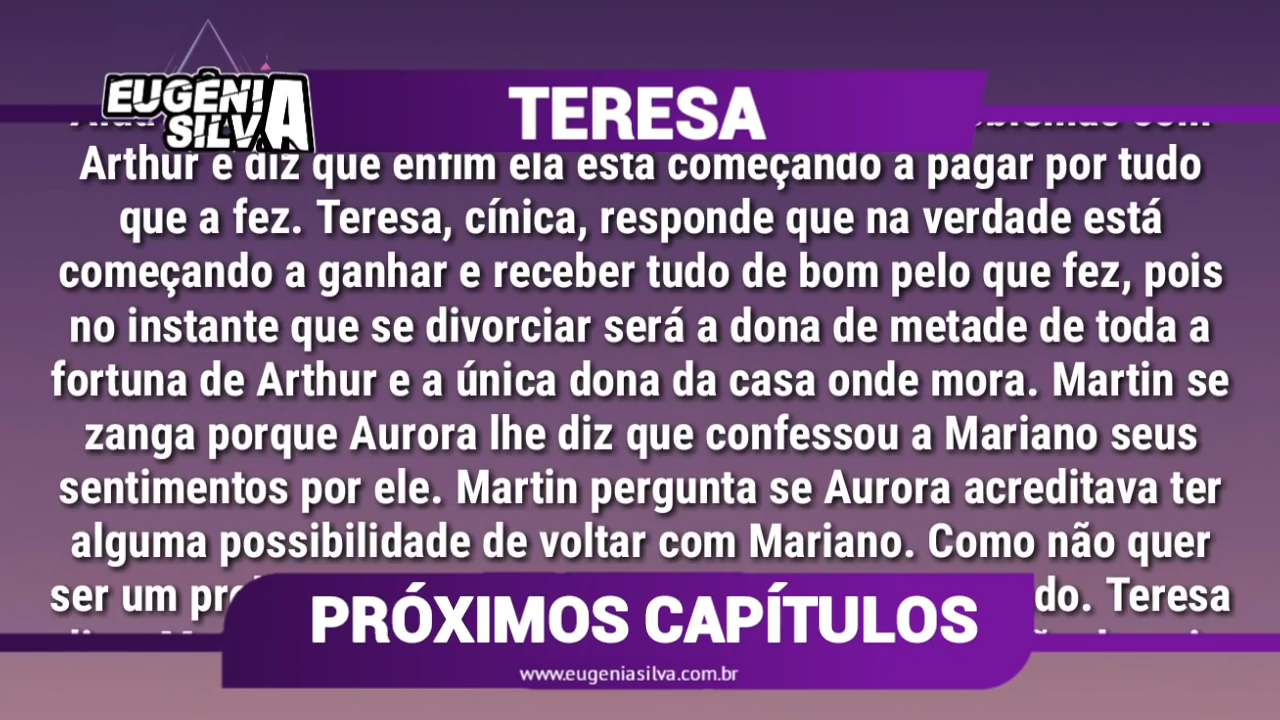 EUGÊNIA
SILVA
TERESA
Arthur e diz que enfim ela está começando a pagar por tudo
que a fez. Teresa, cínica, responde que na verdade está
começando a ganhar e receber tudo de bom pelo que fez, pois
no instante que se divorciar será a dona de metade de toda a
fortuna de Arthur e a única dona da casa onde mora. Martin se
zanga porque Aurora lhe diz que confessou a Mariano seus
sentimentos por ele. Martin pergunta se Aurora acreditava ter
alguma possibilidade de voltar com Mariano. Como não quer
ser um do. Teresa
PRÓXIMOS CAPÍTULOS
www.eugeniasilva.com.br